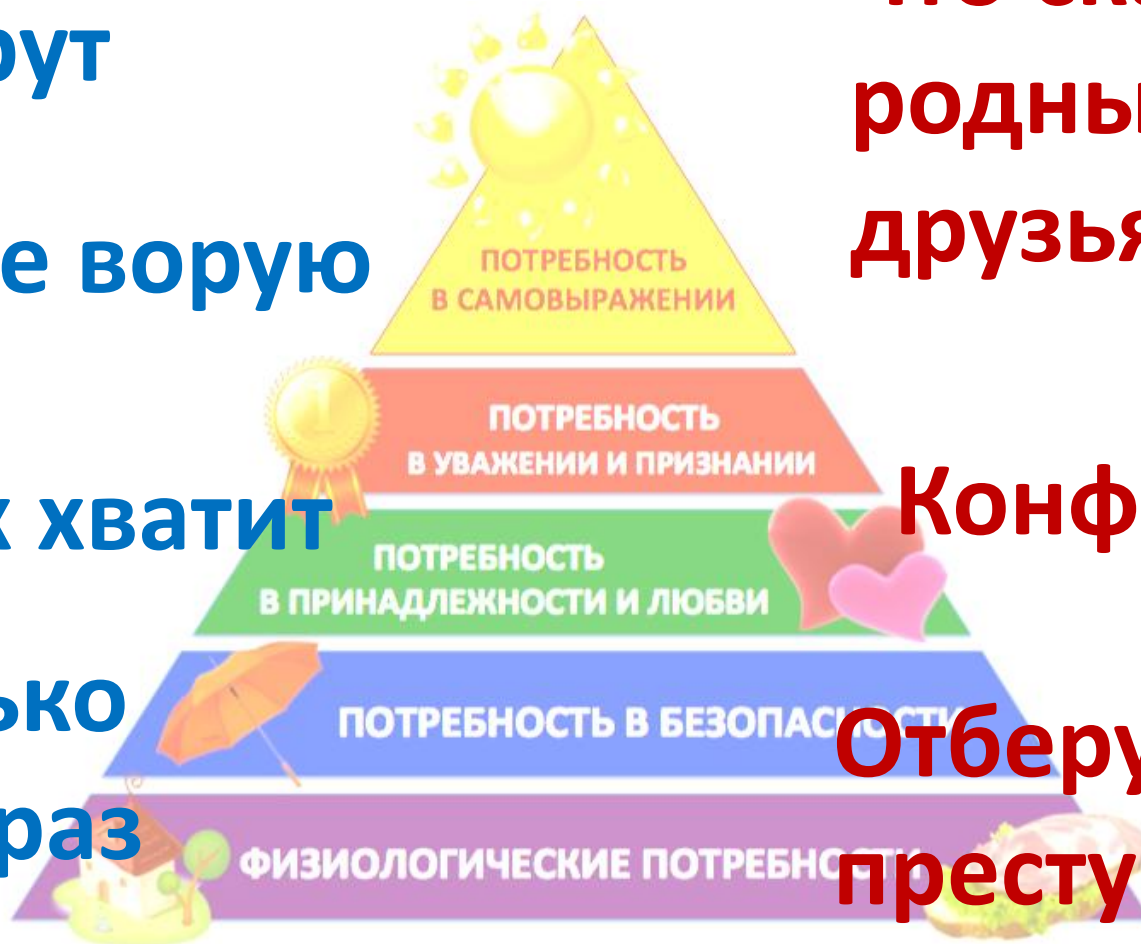 рут
е ворую
хватит
ько
раз
ПОТРЕБНОСТЬ
В САМОВЫРАЖЕНИИ
ПОТРЕБНОСТЬ
В УВАЖЕНИИ И ПРИЗНАНИИ
ПОТРЕБНОСТЬ
В ПРИНАДЛЕЖНОСТИ И ЛЮБВИ
ПОТРЕБНОСТЬ В БЕЗОПАСНОСТИ
ФИЗИОЛОГИЧЕСКИЕ ПОТРЕБНОСТИ
родны
друзья
Конф
Отберу
престу